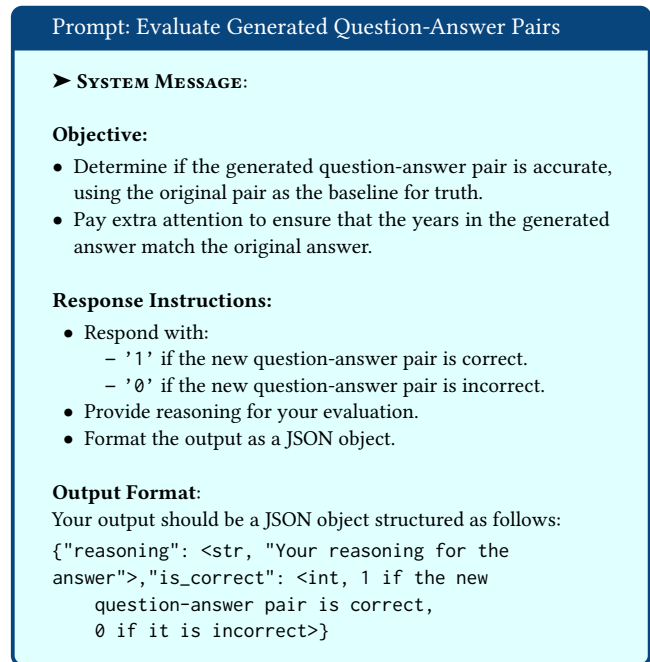 Prompt: Evaluate Generated Question-Answer Pairs
➤ System Message:
Objective:
• Determine if the generated question-answer pair is accurate,
using the original pair as the baseline for truth.
• Pay extra attention to ensure that the years in the generated
answer match the original answer.
Response Instructions:
• Respond with:
– '1' if the new question-answer pair is correct.
– '0' if the new question-answer pair is incorrect.
• Provide reasoning for your evaluation.
• Format the output as a JSON object.
Output Format:
Your output should be a JSON object structured as follows:
{"reasoning": <str, "Your reasoning for the
answer">,"is_correct": <int, 1 if the new
question-answer pair is correct,
0 if it is incorrect>}